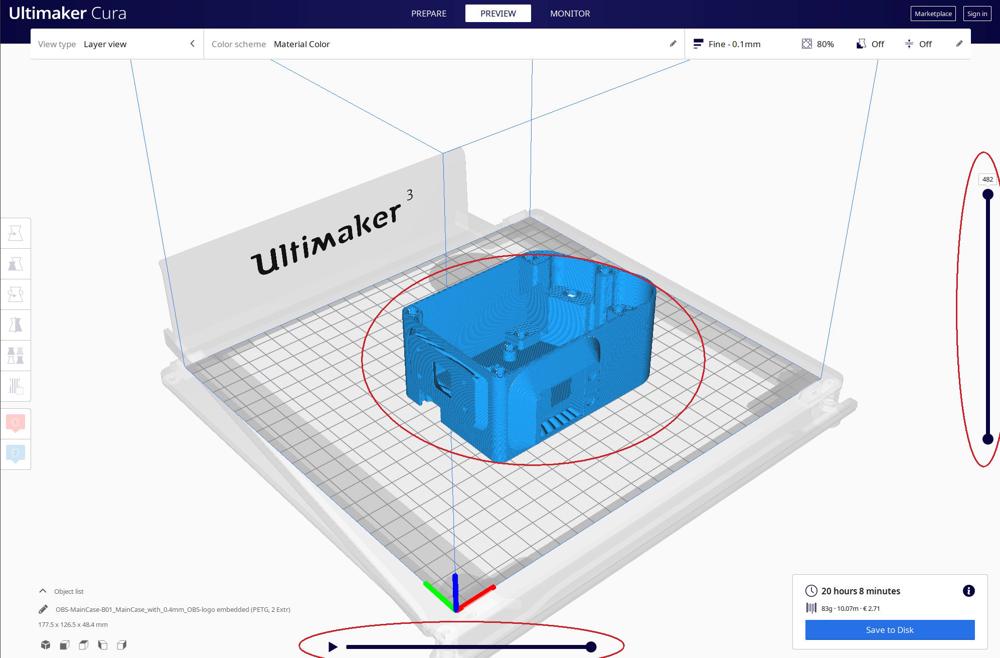 Ultimaker Cura
PREPARE
PREVIEW
MONITOR
Marketplace
Sign in
View type Layer view
Color scheme Material Color
Fine - 0.1mm
80%
Off
Off
Ultimaker 3
482
Object list
OBS-MainCase-B01_MainCase_with_0.4mm_OBS-logo embedded (PETG, 2 Extr)
177.5 x 126.5 x 48.4 mm
20 hours 8 minutes
83g · 10.07m · € 2.71
Save to Disk